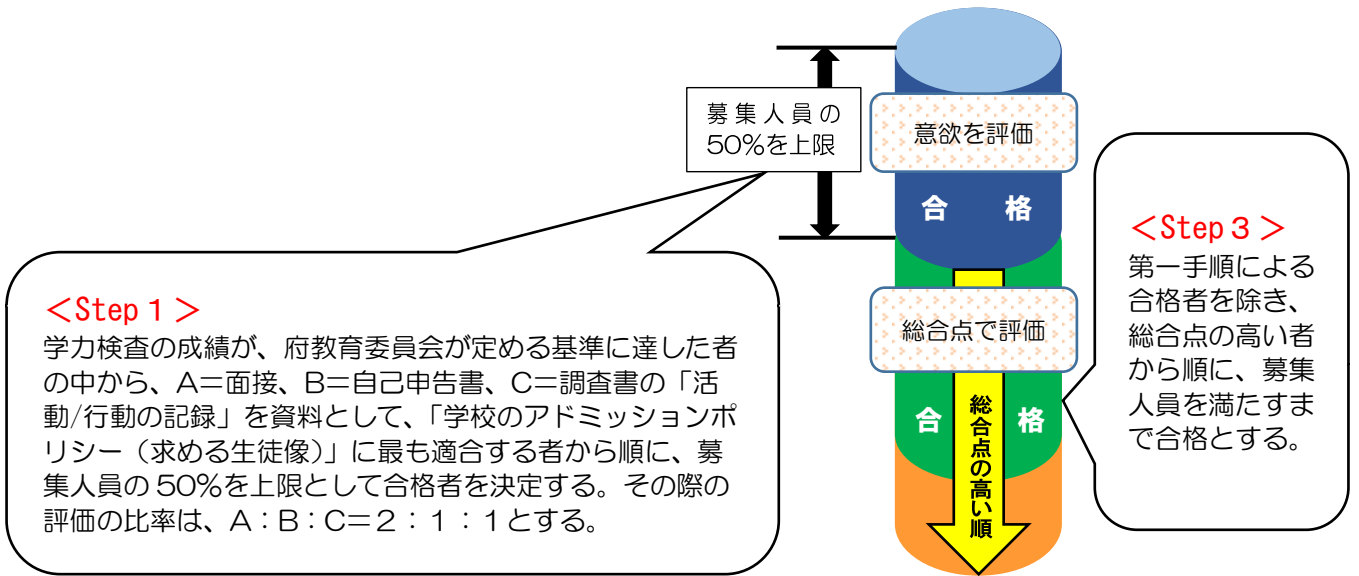 募集人員の
50%を上限
意欲を評価
合 格
＜Step１＞
学力検査の成績が、府教育委員会が定める基準に達した者
の中から、A＝面接、B＝自己申告書、C＝調査書の「活
動/行動の記録」を資料として、「学校のアドミッションポ
リシー（求める生徒像）」に最も適合する者から順に、募
集人員の50%を上限として合格者を決定する。その際の
評価の比率は、A：B：C＝２：１：１とする。
総合点で評価
合 格
総合点の高い順
＜Step３＞
第一手順による
合格者を除き、
総合点の高い者
から順に、募集
人員を満たすま
で合格とする。